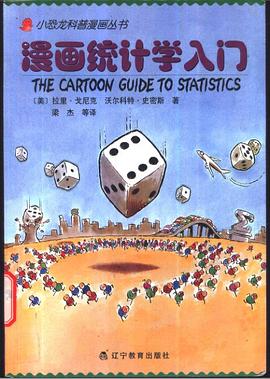 小恐龙科普漫画丛书
漫画统计学入门
THE CARTOON GUIDE TO STATISTICS
〔美〕拉里·戈尼克 沃尔科特·史密斯 著
梁杰 等译
辽宁教育出版社